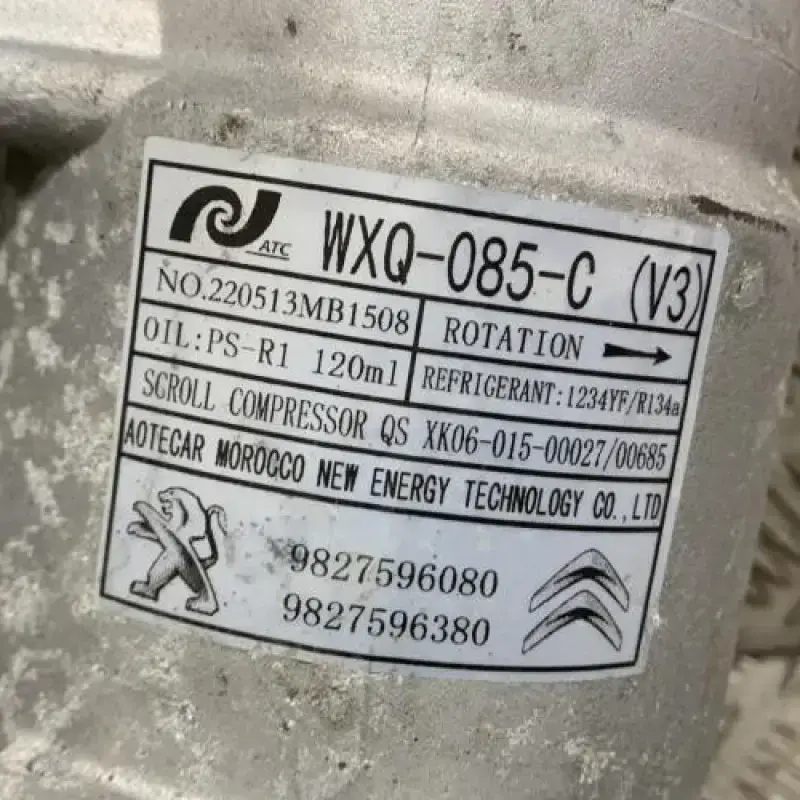 ATC WXQ-085-C (V3)
NO.220513MB1508 ROTATION
OIL:PS-R1 120ml REFRIGERANT:1234YF/R134a
SCROLL COMPRESSOR QS XK06-015-00027/00685
AOTECAR MOROCCO NEW ENERGY TECHNOLOGY CO.,LTD
9827596080
9827596380